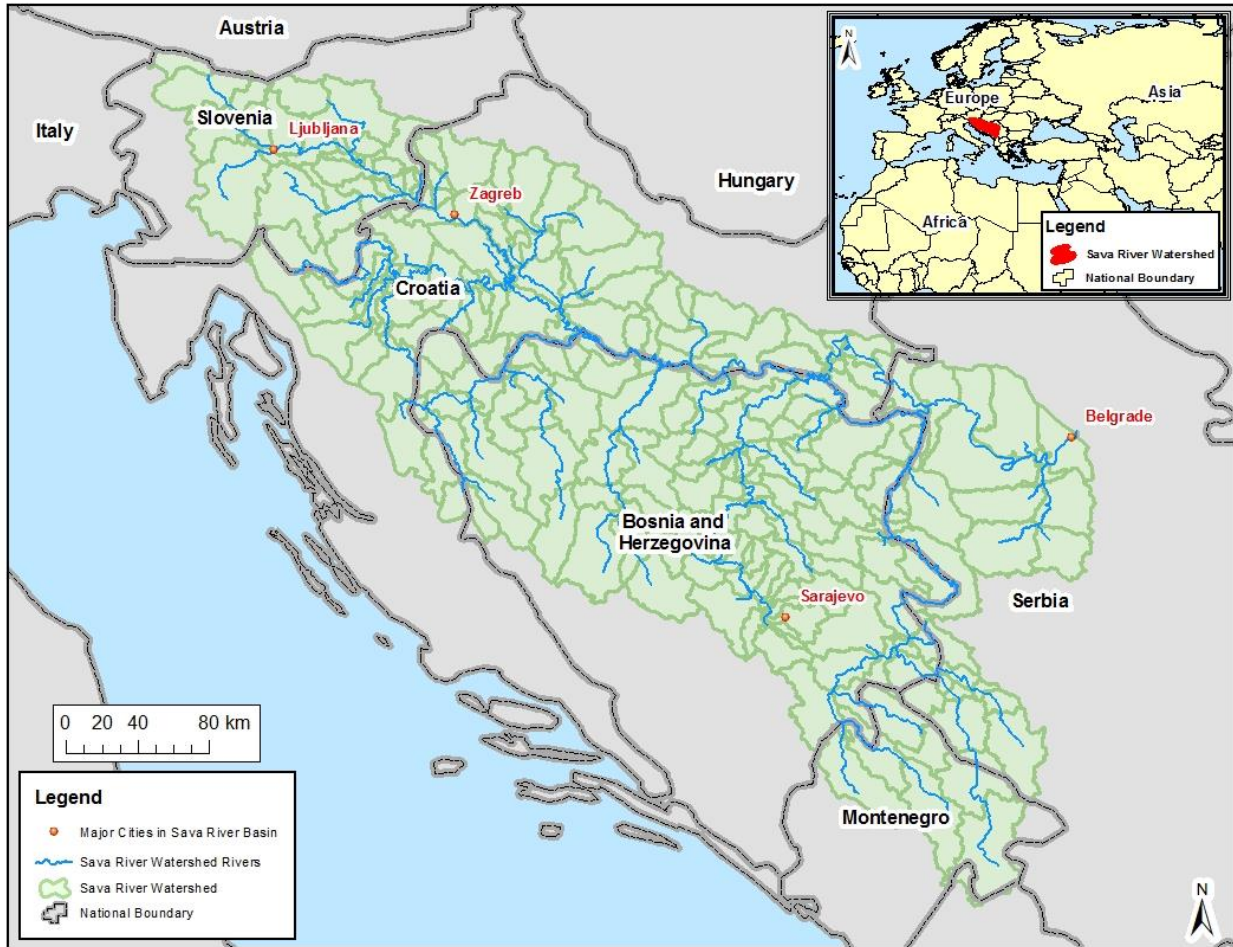 Austria
Italy
Slovenia
Ljubljana
Zagreb
Hungary
Croatia
Belgrade
Bosnia and
Herzegovina
Sarajevo
Serbia
Montenegro
N
Europe
Asia
Africa
Legend
Sava River Watershed
National Boundary
0 20 40 80 km
Legend
Major Cities in Sava River Basin
Sava River Watershed Rivers
Sava River Watershed
National Boundary
N